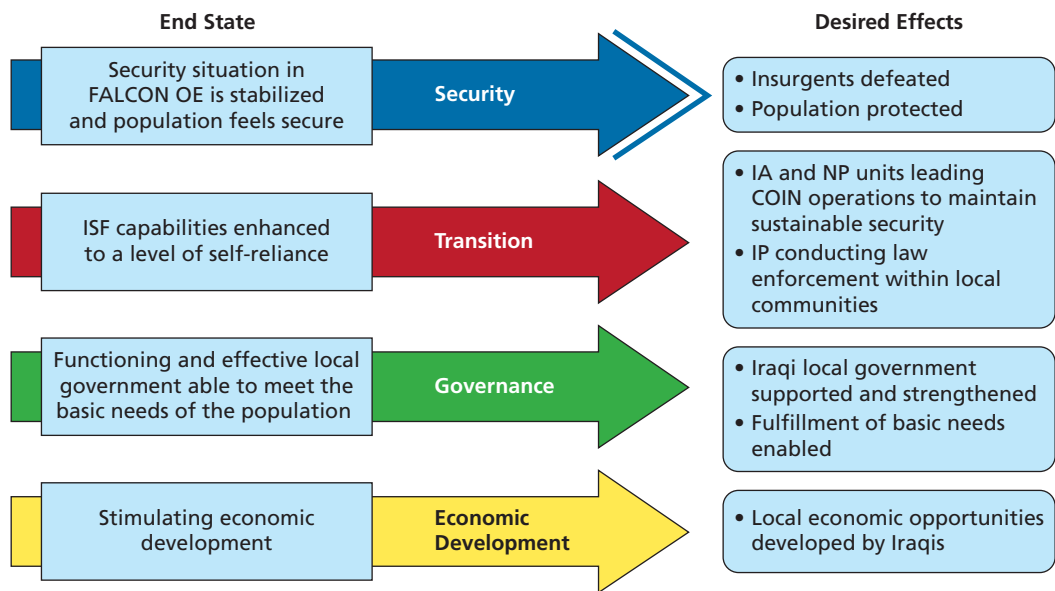 End State
Desired Effects
Security situation in
FALCON OE is stabilized
and population feels secure
Security
• Insurgents defeated
• Population protected
ISF capabilities enhanced
to a level of self-reliance
Transition
• IA and NP units leading
COIN operations to maintain
sustainable security
• IP conducting law
enforcement within local
communities
Functioning and effective local
government able to meet the
basic needs of the population
Governance
• Iraqi local government
supported and strengthened
• Fulfillment of basic needs
enabled
Stimulating economic
development
Economic
Development
• Local economic opportunities
developed by Iraqis